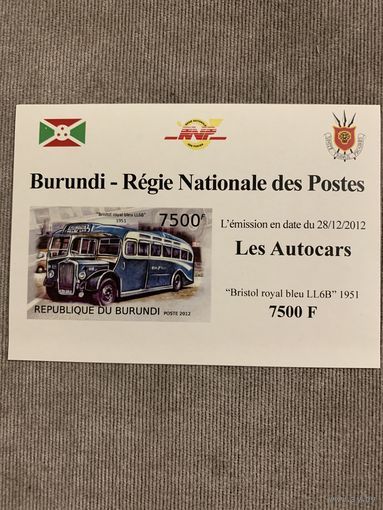 RNP
Burundi - Régie Nationale des Postes
"Bristol royal bleu LL6B"
1951
7500F
REPUBLIQUE DU BURUNDI
POSTE 2012
L'émission en date du 28/12/2012
Les Autocars
"Bristol royal bleu LL6B" 1951
7500 F